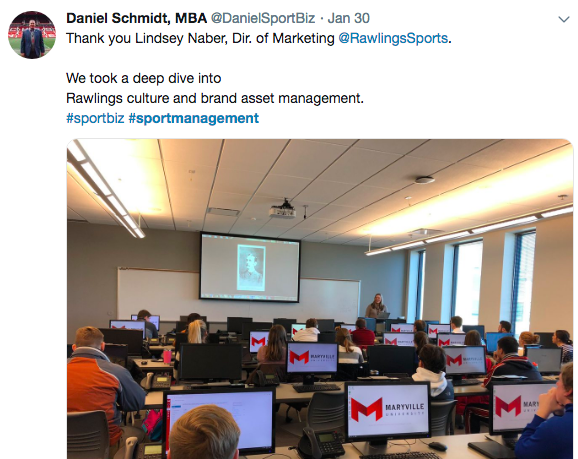 Daniel Schmidt, MBA @DanielSportBiz · Jan 30
Thank you Lindsey Naber, Dir. of Marketing @RawlingsSports.
We took a deep dive into
Rawlings culture and brand asset management.
#sportbiz #sportmanagement
MARYVILLE
UNIVERSITY
MARYVILLE
UNIVERSITY